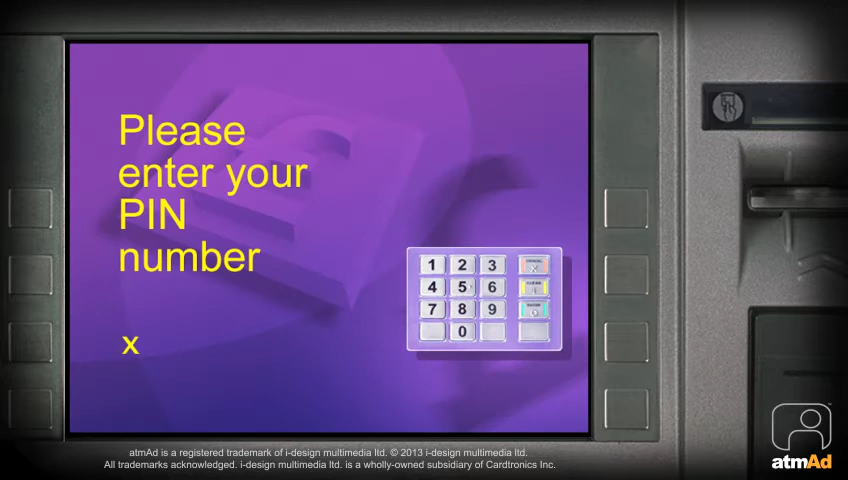 Please
enter your
PIN
number
x
1 2 3
4 5 6
7 8 9
0
atmAd
atmAd is a registered trademark of i-design multimedia ltd. © 2013 i-design multimedia ltd.
All trademarks acknowledged. i-design multimedia ltd. is a wholly-owned subsidiary of Cardtronics Inc.